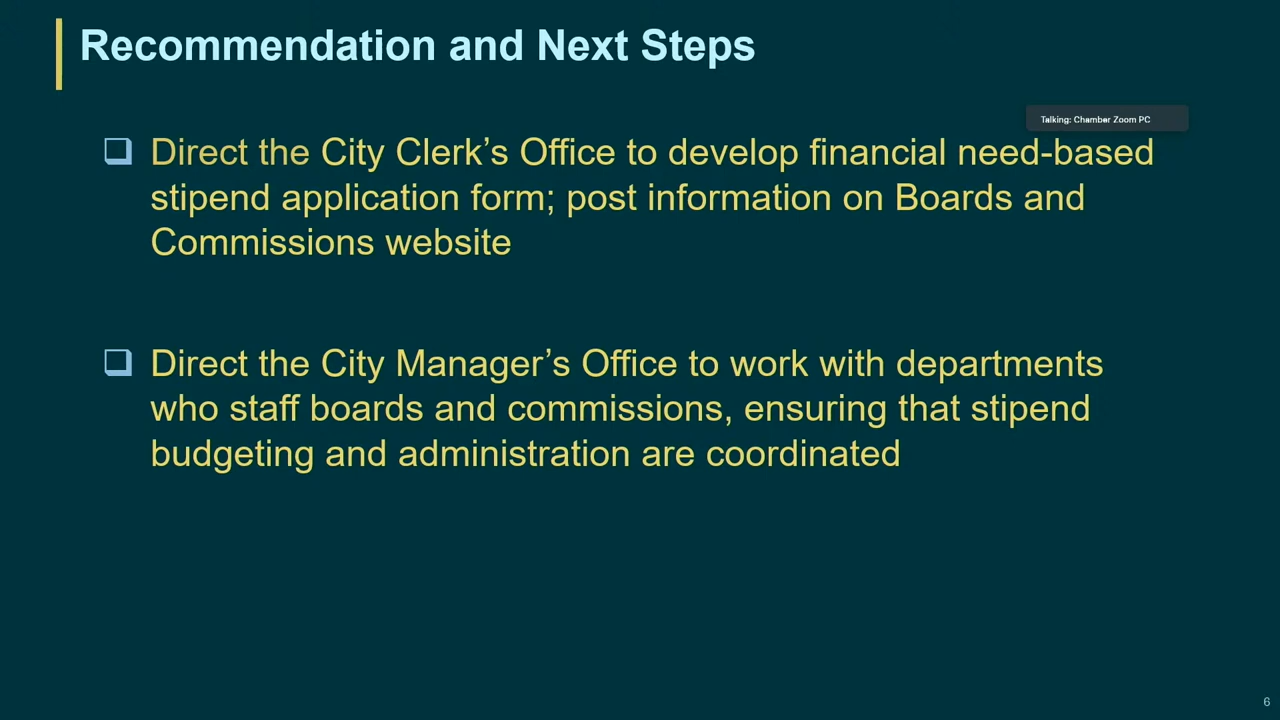 Recommendation and Next Steps
Talking: Chamber Zoom PC
Direct the City Clerk’s Office to develop financial need-based
stipend application form; post information on Boards and
Commissions website
Direct the City Manager’s Office to work with departments
who staff boards and commissions, ensuring that stipend
budgeting and administration are coordinated
6